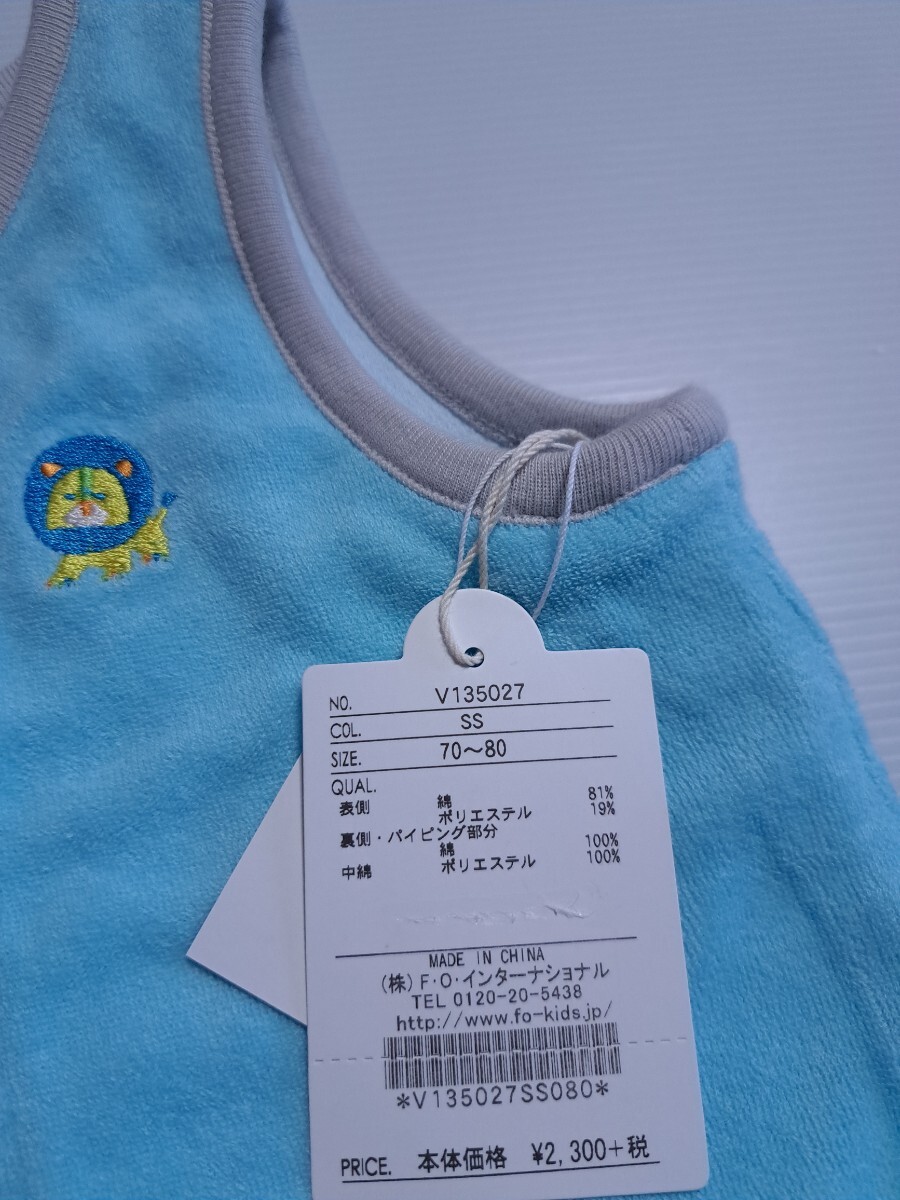 NO. V135027
COL. SS
SIZE. 70〜80
QUAL.
表側 綿 81%
ポリエステル 19%
裏側・パイピング部分
綿 100%
中綿 ポリエステル 100%
MADE IN CHINA
(株)F・O・インターナショナル
TEL 0120-20-5438
http://www.fo-kids.jp/
*V135027SS080*
PRICE. 本体価格 ¥2,300+税